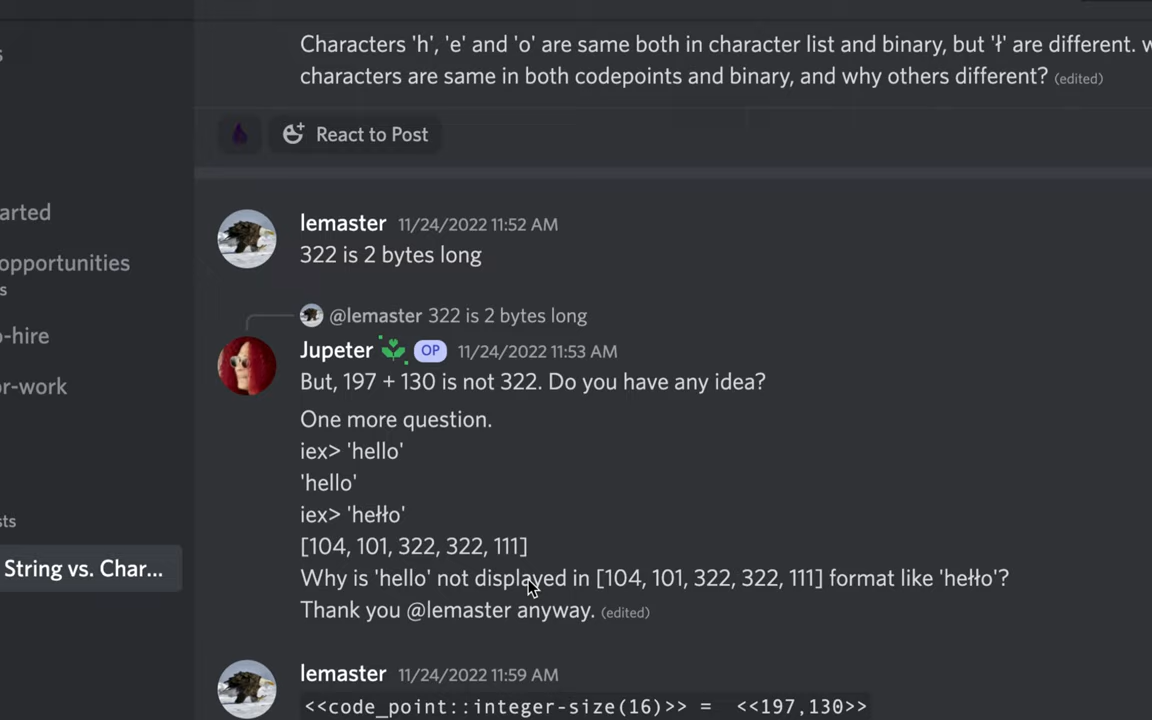 s
Characters 'h', 'e' and 'o' are same both in character list and binary, but 'ł' are different. w
characters are same in both codepoints and binary, and why others different? (edited)
React to Post
arted
opportunities
s
o-hire
or-work
sts
String vs. Char...
lemaster 11/24/2022 11:52 AM
322 is 2 bytes long
@lemaster 322 is 2 bytes long
Jupeter OP 11/24/2022 11:53 AM
But, 197 + 130 is not 322. Do you have any idea?
One more question.
iex> 'hello'
'hello'
iex> 'hełło'
[104, 101, 322, 322, 111]
Why is 'hello' not displayed in [104, 101, 322, 322, 111] format like 'hełło'?
Thank you @lemaster anyway. (edited)
lemaster 11/24/2022 11:59 AM
<<code_point::integer-size(16)>> = <<197,130>>